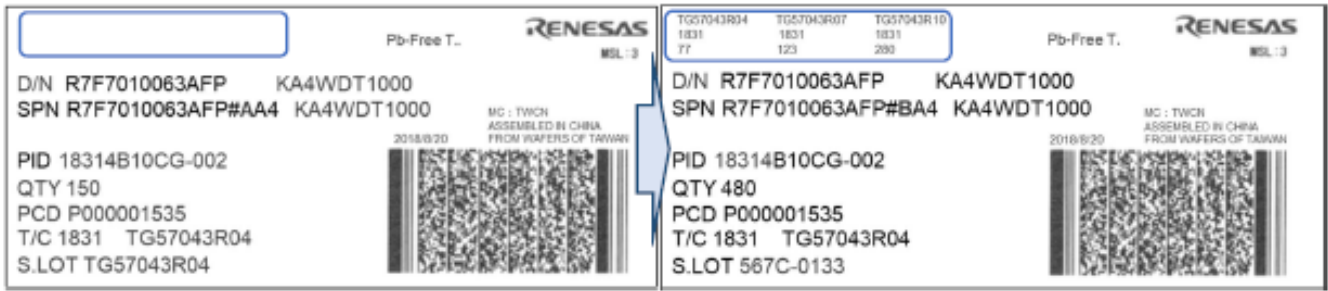 Pb-Free T..
RENESAS
MSL : 3
D/N R7F7010063AFP KA4WDT1000
SPN R7F7010063AFP#AA4 KA4WDT1000
MC : TWCN
ASSEMBLED IN CHINA
FROM WAFERS OF TAIWAN
2018/8/20
PID 18314B10CG-002
QTY 150
PCD P000001535
T/C 1831 TG57043R04
S.LOT TG57043R04
TG57043R04 TG57043R07 TG57043R10
1831 1831 1831
77 123 280
Pb-Free T.
RENESAS
MSL : 3
D/N R7F7010063AFP KA4WDT1000
SPN R7F7010063AFP#BA4 KA4WDT1000
MC : TWCN
ASSEMBLED IN CHINA
FROM WAFERS OF TAIWAN
2018/8/20
PID 18314B10CG-002
QTY 480
PCD P000001535
T/C 1831 TG57043R04
S.LOT 567C-0133